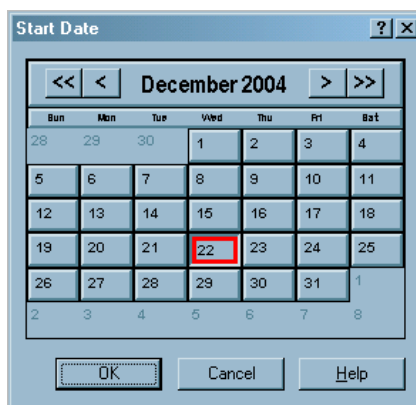 Start Date ? ×
<< < December 2004 > >>
Sun Mon Tue Wed Thu Fri Sat
28 29 30 1 2 3 4
5 6 7 8 9 10 11
12 13 14 15 16 17 18
19 20 21 22 23 24 25
26 27 28 29 30 31 1
2 3 4 5 6 7 8
OK Cancel Help